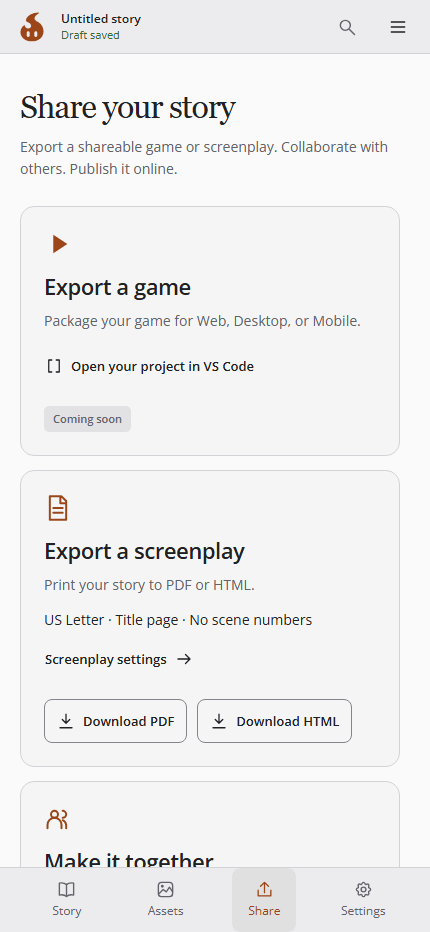 Untitled story
Draft saved
Share your story
Export a shareable game or screenplay. Collaborate with
others. Publish it online.
Export a game
Package your game for Web, Desktop, or Mobile.
Open your project in VS Code
Coming soon
Export a screenplay
Print your story to PDF or HTML.
US Letter · Title page · No scene numbers
Screenplay settings
Download PDF
Download HTML
Make it together
Story
Assets
Share
Settings